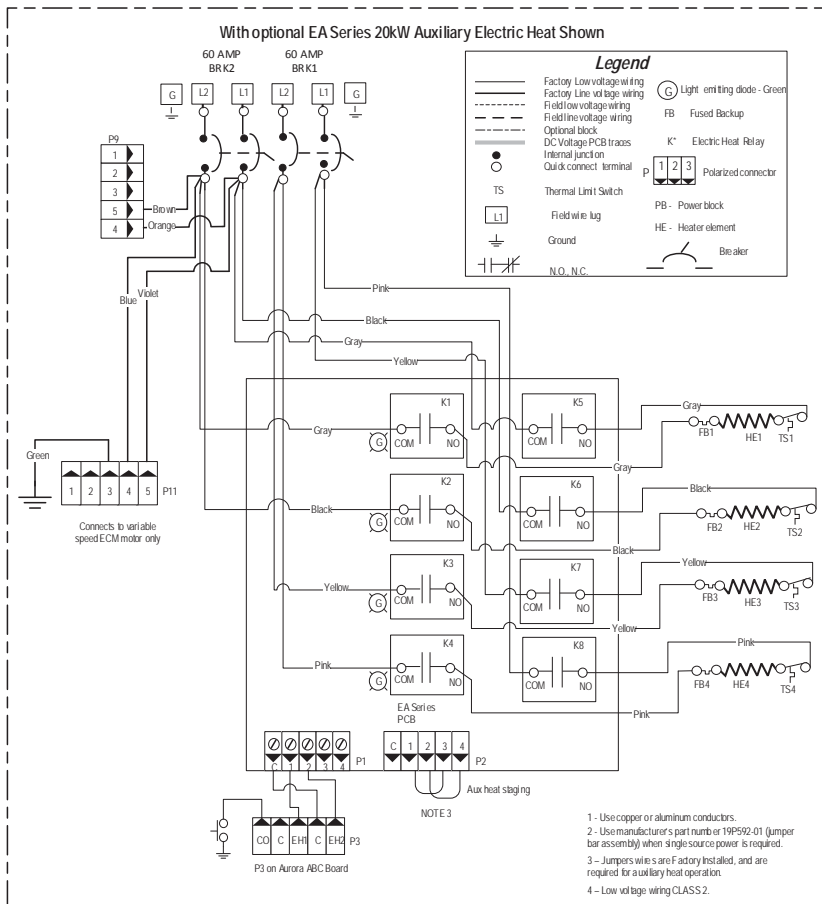 With optional EA Series 20kW Auxiliary Electric Heat Shown
60 AMP
BRK2
60 AMP
BRK1
G
L2
L1
L2
L1
G
Legend
Factory Low voltage wiring
Factory Line voltage wiring
Field low voltage wiring
Field line voltage wiring
Optional block
DC Voltage PCB traces
Internal junction
Quick connect terminal
TS
Thermal Limit Switch
L1
Field wire lug
Ground
N.O., N.C.
G
Light emitting diode - Green
FB
Fused Backup
K*
Electric Heat Relay
P
1 2 3
Polarized connector
PB - Power block
HE - Heater element
Breaker
P9
1
2
3
5
4
Brown
Orange
Blue
Violet
Pink
Black
Gray
Yellow
Green
1 2 3 4 5
P11
Connects to variable
speed ECM motor only
Gray
G
K1
COM
NO
K5
COM
NO
Gray
Gray
FB1
HE1
TS1
Black
G
K2
COM
NO
K6
COM
NO
Black
Black
FB2
HE2
TS2
Yellow
G
K3
COM
NO
K7
COM
NO
Yellow
Yellow
FB3
HE3
TS3
Pink
G
K4
COM
NO
K8
COM
NO
Pink
Pink
FB4
HE4
TS4
EA Series
PCB
C 1 2 3 4
P1
C 1 2 3 4
P2
Aux heat staging
NOTE 3
CO C EH1 C EH2
P3
P3 on Aurora ABC Board
1 - Use copper or aluminum conductors.
2 - Use manufacturer's part number 19P592-01 (jumper
bar assembly) when single source power is required.
3 – Jumpers wires are Factory Installed, and are
required for auxiliary heat operation.
4 – Low voltage wiring CLASS 2.